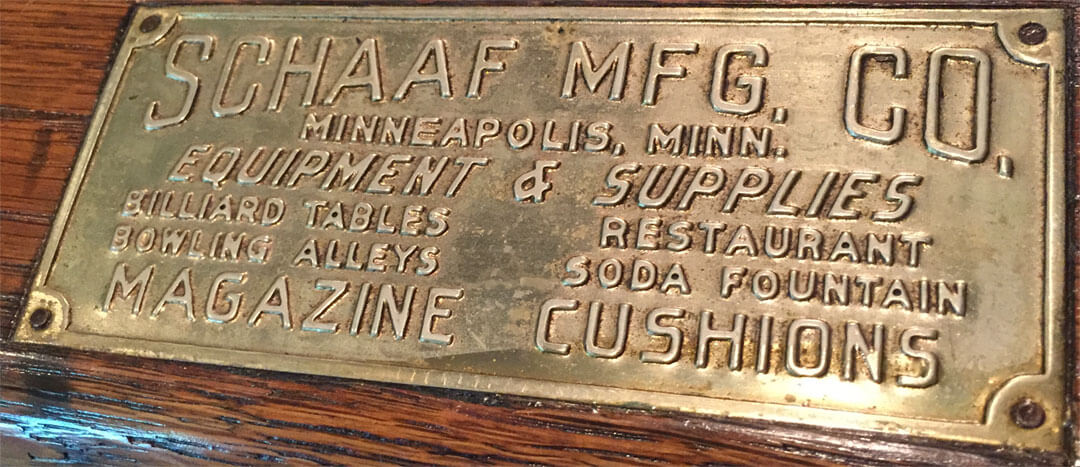 SCHAAF MFG. CO.
MINNEAPOLIS, MINN.
EQUIPMENT & SUPPLIES
BILLIARD TABLES
BOWLING ALLEYS
RESTAURANT
SODA FOUNTAIN
MAGAZINE CUSHIONS